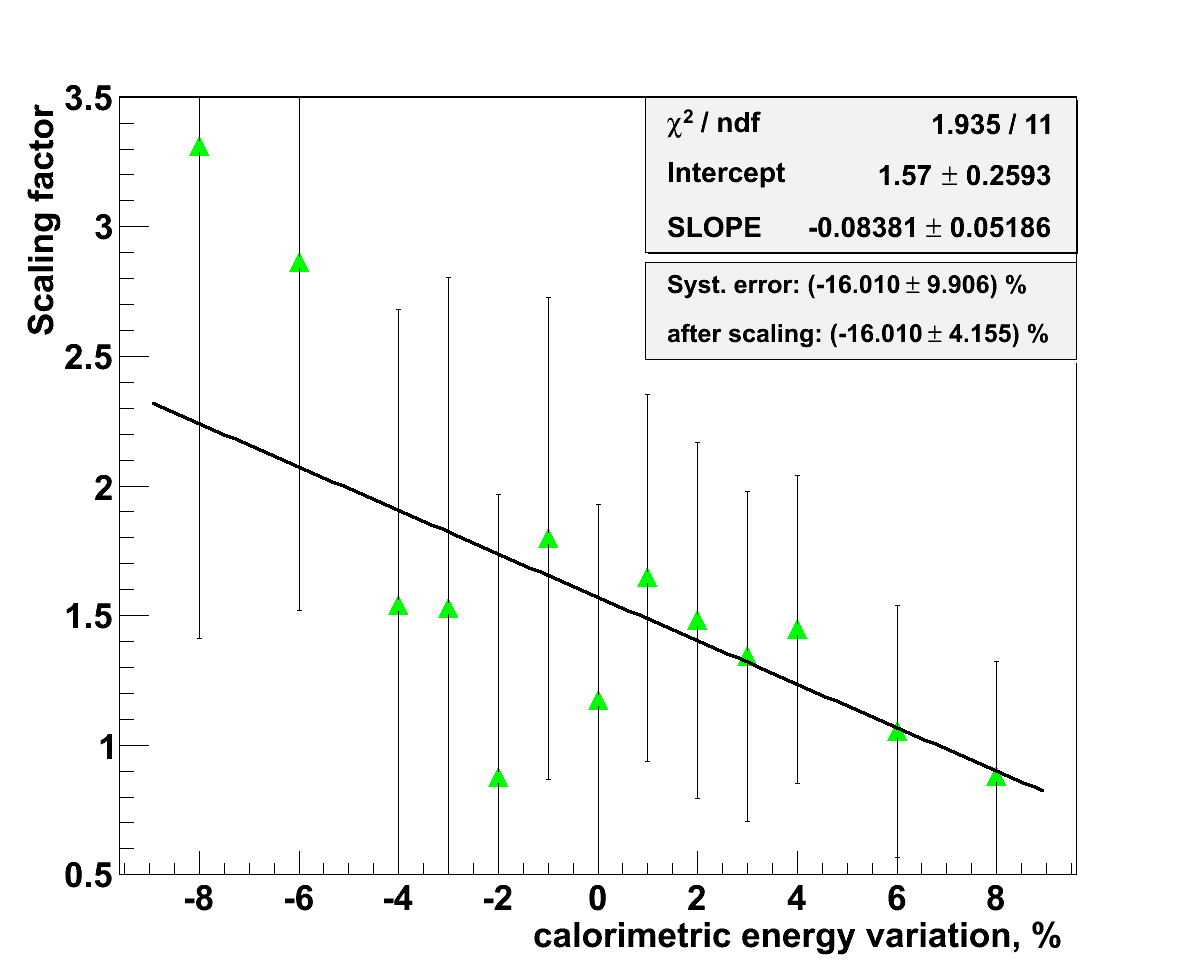 Scaling factor
3.5
3
2.5
2
1.5
1
0.5
χ² / ndf 1.935 / 11
Intercept 1.57 ± 0.2593
SLOPE -0.08381 ± 0.05186
Syst. error: (-16.010 ± 9.906) %
after scaling: (-16.010 ± 4.155) %
-8 -6 -4 -2 0 2 4 6 8
calorimetric energy variation, %